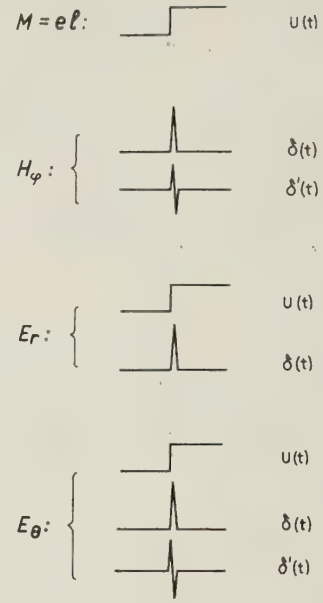 M = eℓ: U(t)
δ(t)
H_φ: δ'(t)
U(t)
E_r: δ(t)
U(t)
E_θ: δ(t)
δ'(t)